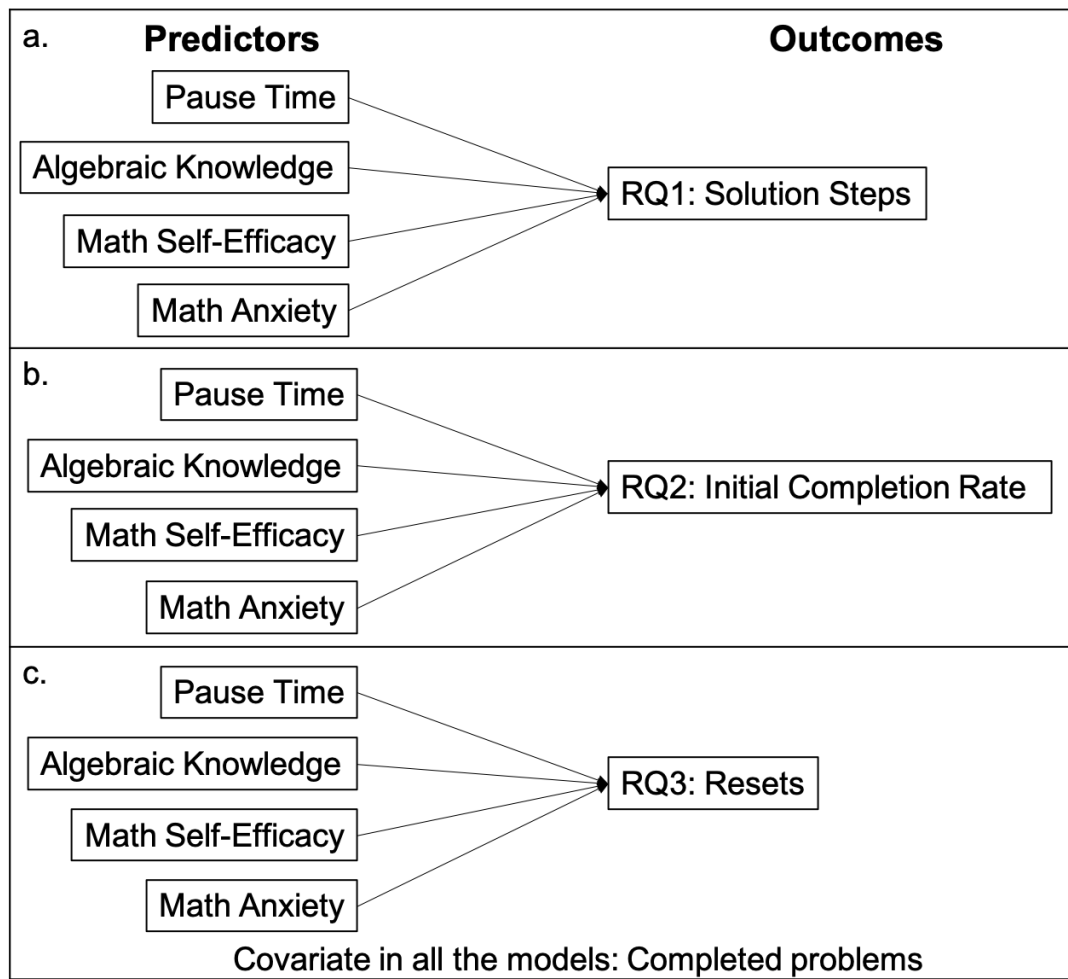 a.
Predictors
Outcomes
Pause Time
Algebraic Knowledge
RQ1: Solution Steps
Math Self-Efficacy
Math Anxiety
b.
Pause Time
Algebraic Knowledge
RQ2: Initial Completion Rate
Math Self-Efficacy
Math Anxiety
c.
Pause Time
Algebraic Knowledge
RQ3: Resets
Math Self-Efficacy
Math Anxiety
Covariate in all the models: Completed problems